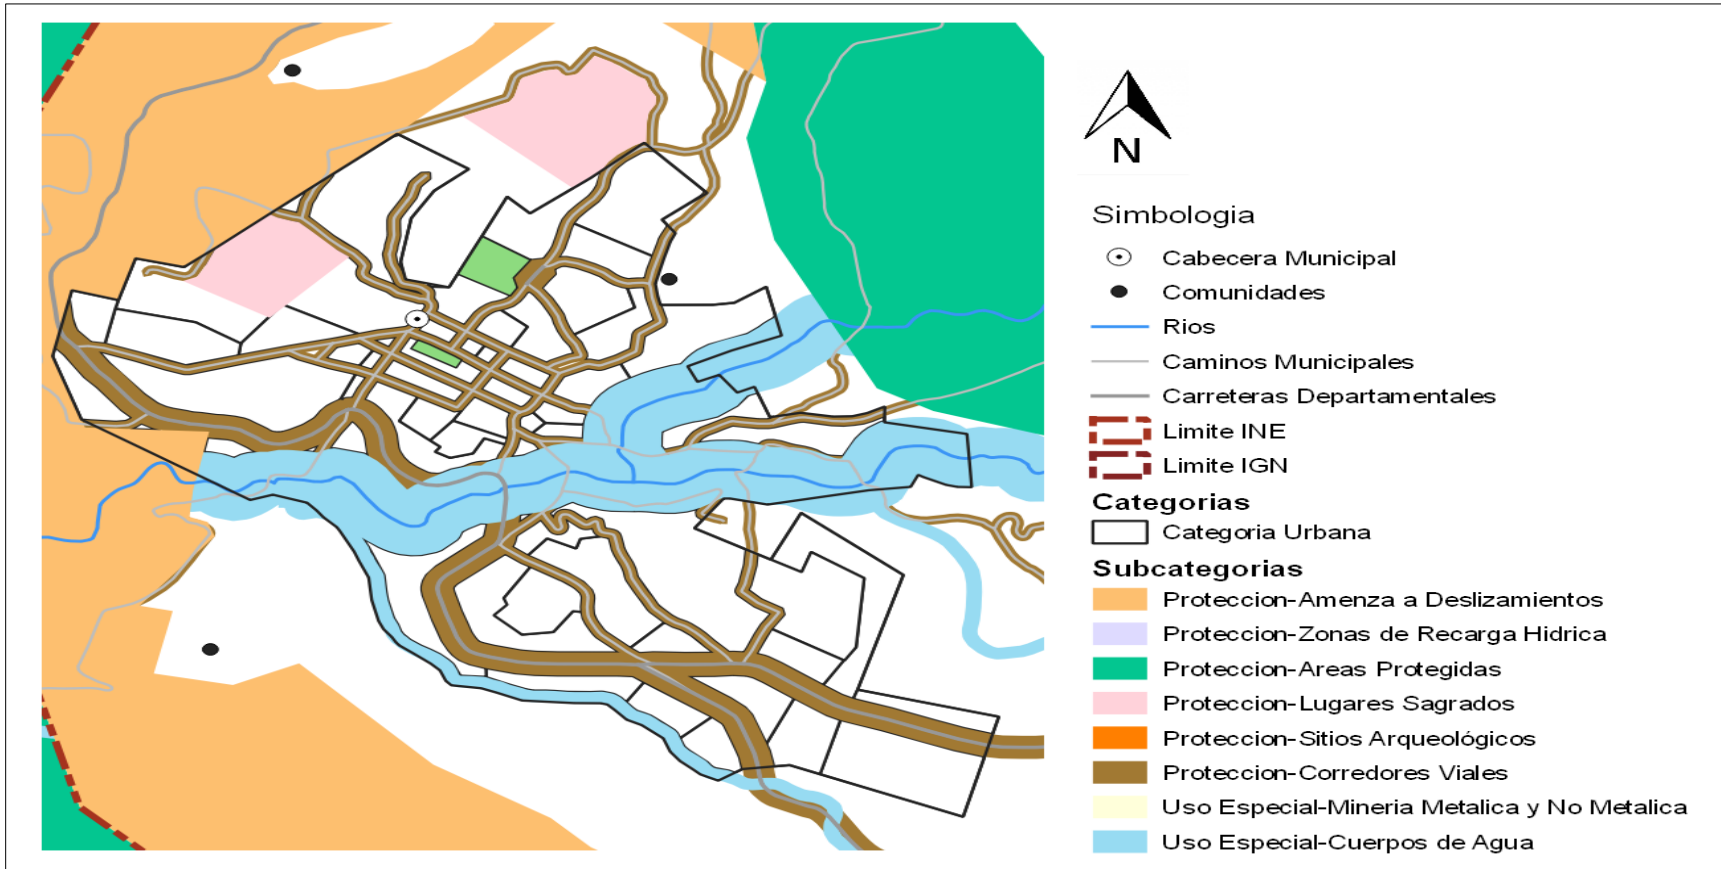 N
Simbologia
Cabecera Municipal
Comunidades
Rios
Caminos Municipales
Carreteras Departamentales
Limite INE
Limite IGN
Categorias
Categoria Urbana
Subcategorias
Proteccion-Amenza a Deslizamientos
Proteccion-Zonas de Recarga Hidrica
Proteccion-Areas Protegidas
Proteccion-Lugares Sagrados
Proteccion-Sitios Arqueológicos
Proteccion-Corredores Viales
Uso Especial-Mineria Metalica y No Metalica
Uso Especial-Cuerpos de Agua